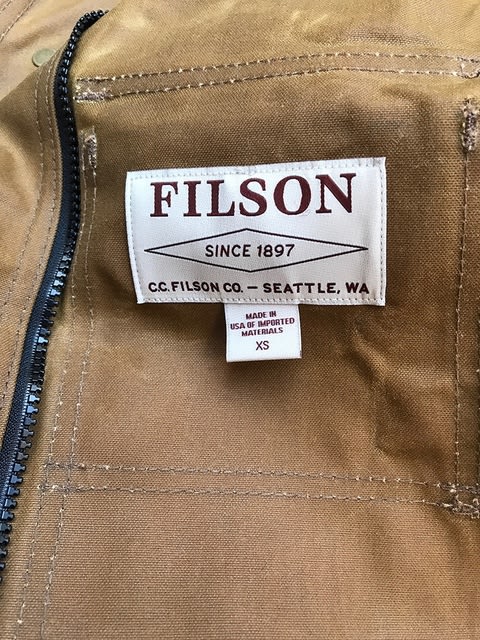 FILSON
SINCE 1897
C.C. FILSON CO. – SEATTLE, WA
MADE IN
USA OF IMPORTED
MATERIALS
XS